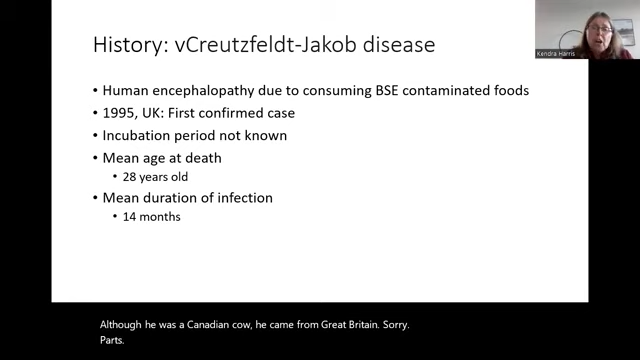 History: vCreutzfeldt-Jakob disease
Kendra Harris
• Human encephalopathy due to consuming BSE contaminated foods
• 1995, UK: First confirmed case
• Incubation period not known
• Mean age at death
• 28 years old
• Mean duration of infection
• 14 months
Although he was a Canadian cow, he came from Great Britain. Sorry.
Parts.